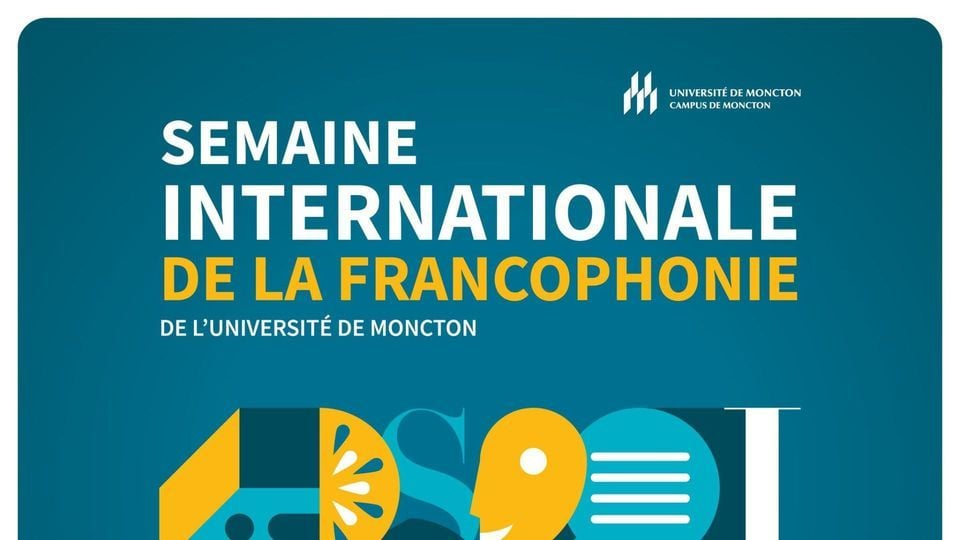 UNIVERSITÉ DE MONCTON
CAMPUS DE MONCTON
SEMAINE
INTERNATIONALE
DE LA FRANCOPHONIE
DE L'UNIVERSITÉ DE MONCTON